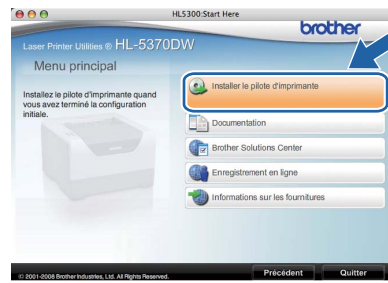 HL5300:Start Here
brother
Laser Printer Utilities © HL-5370DW
Menu principal
Installez le pilote d'imprimante quand
vous avez terminé la configuration
initiale.
Installer le pilote d'imprimante
Documentation
Brother Solutions Center
Enregistrement en ligne
Informations sur les fournitures
© 2001-2008 Brother Industries, Ltd. All Rights Reserved.
Précédent
Quitter